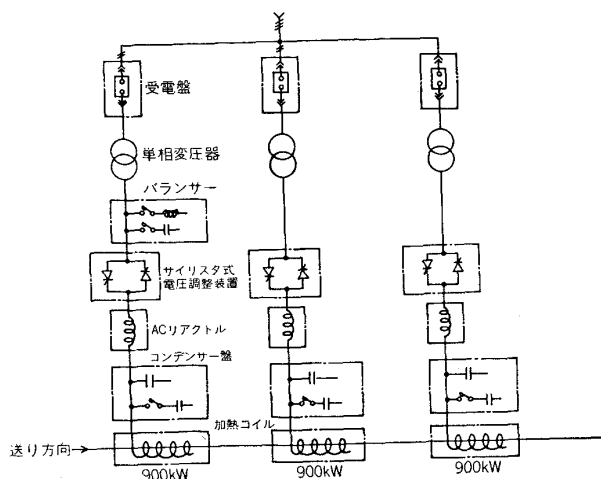 受電盤
単相変圧器
バランサー
サイリスタ式
電圧調整装置
ACリアクトル
コンデンサー盤
加熱コイル
送り方向
900kW
900kW
900kW